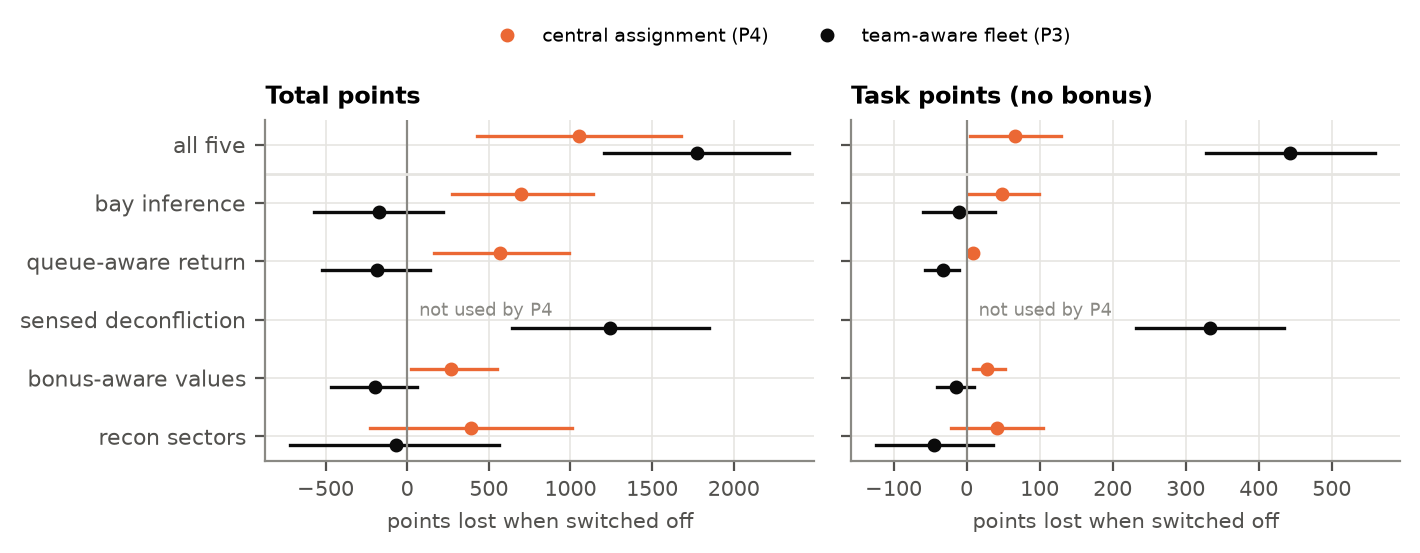 central assignment (P4) team-aware fleet (P3)
Total points
Task points (no bonus)
all five
bay inference
queue-aware return
sensed deconfliction
bonus-aware values
recon sectors
not used by P4
not used by P4
−500 0 500 1000 1500 2000
−100 0 100 200 300 400 500
points lost when switched off
points lost when switched off